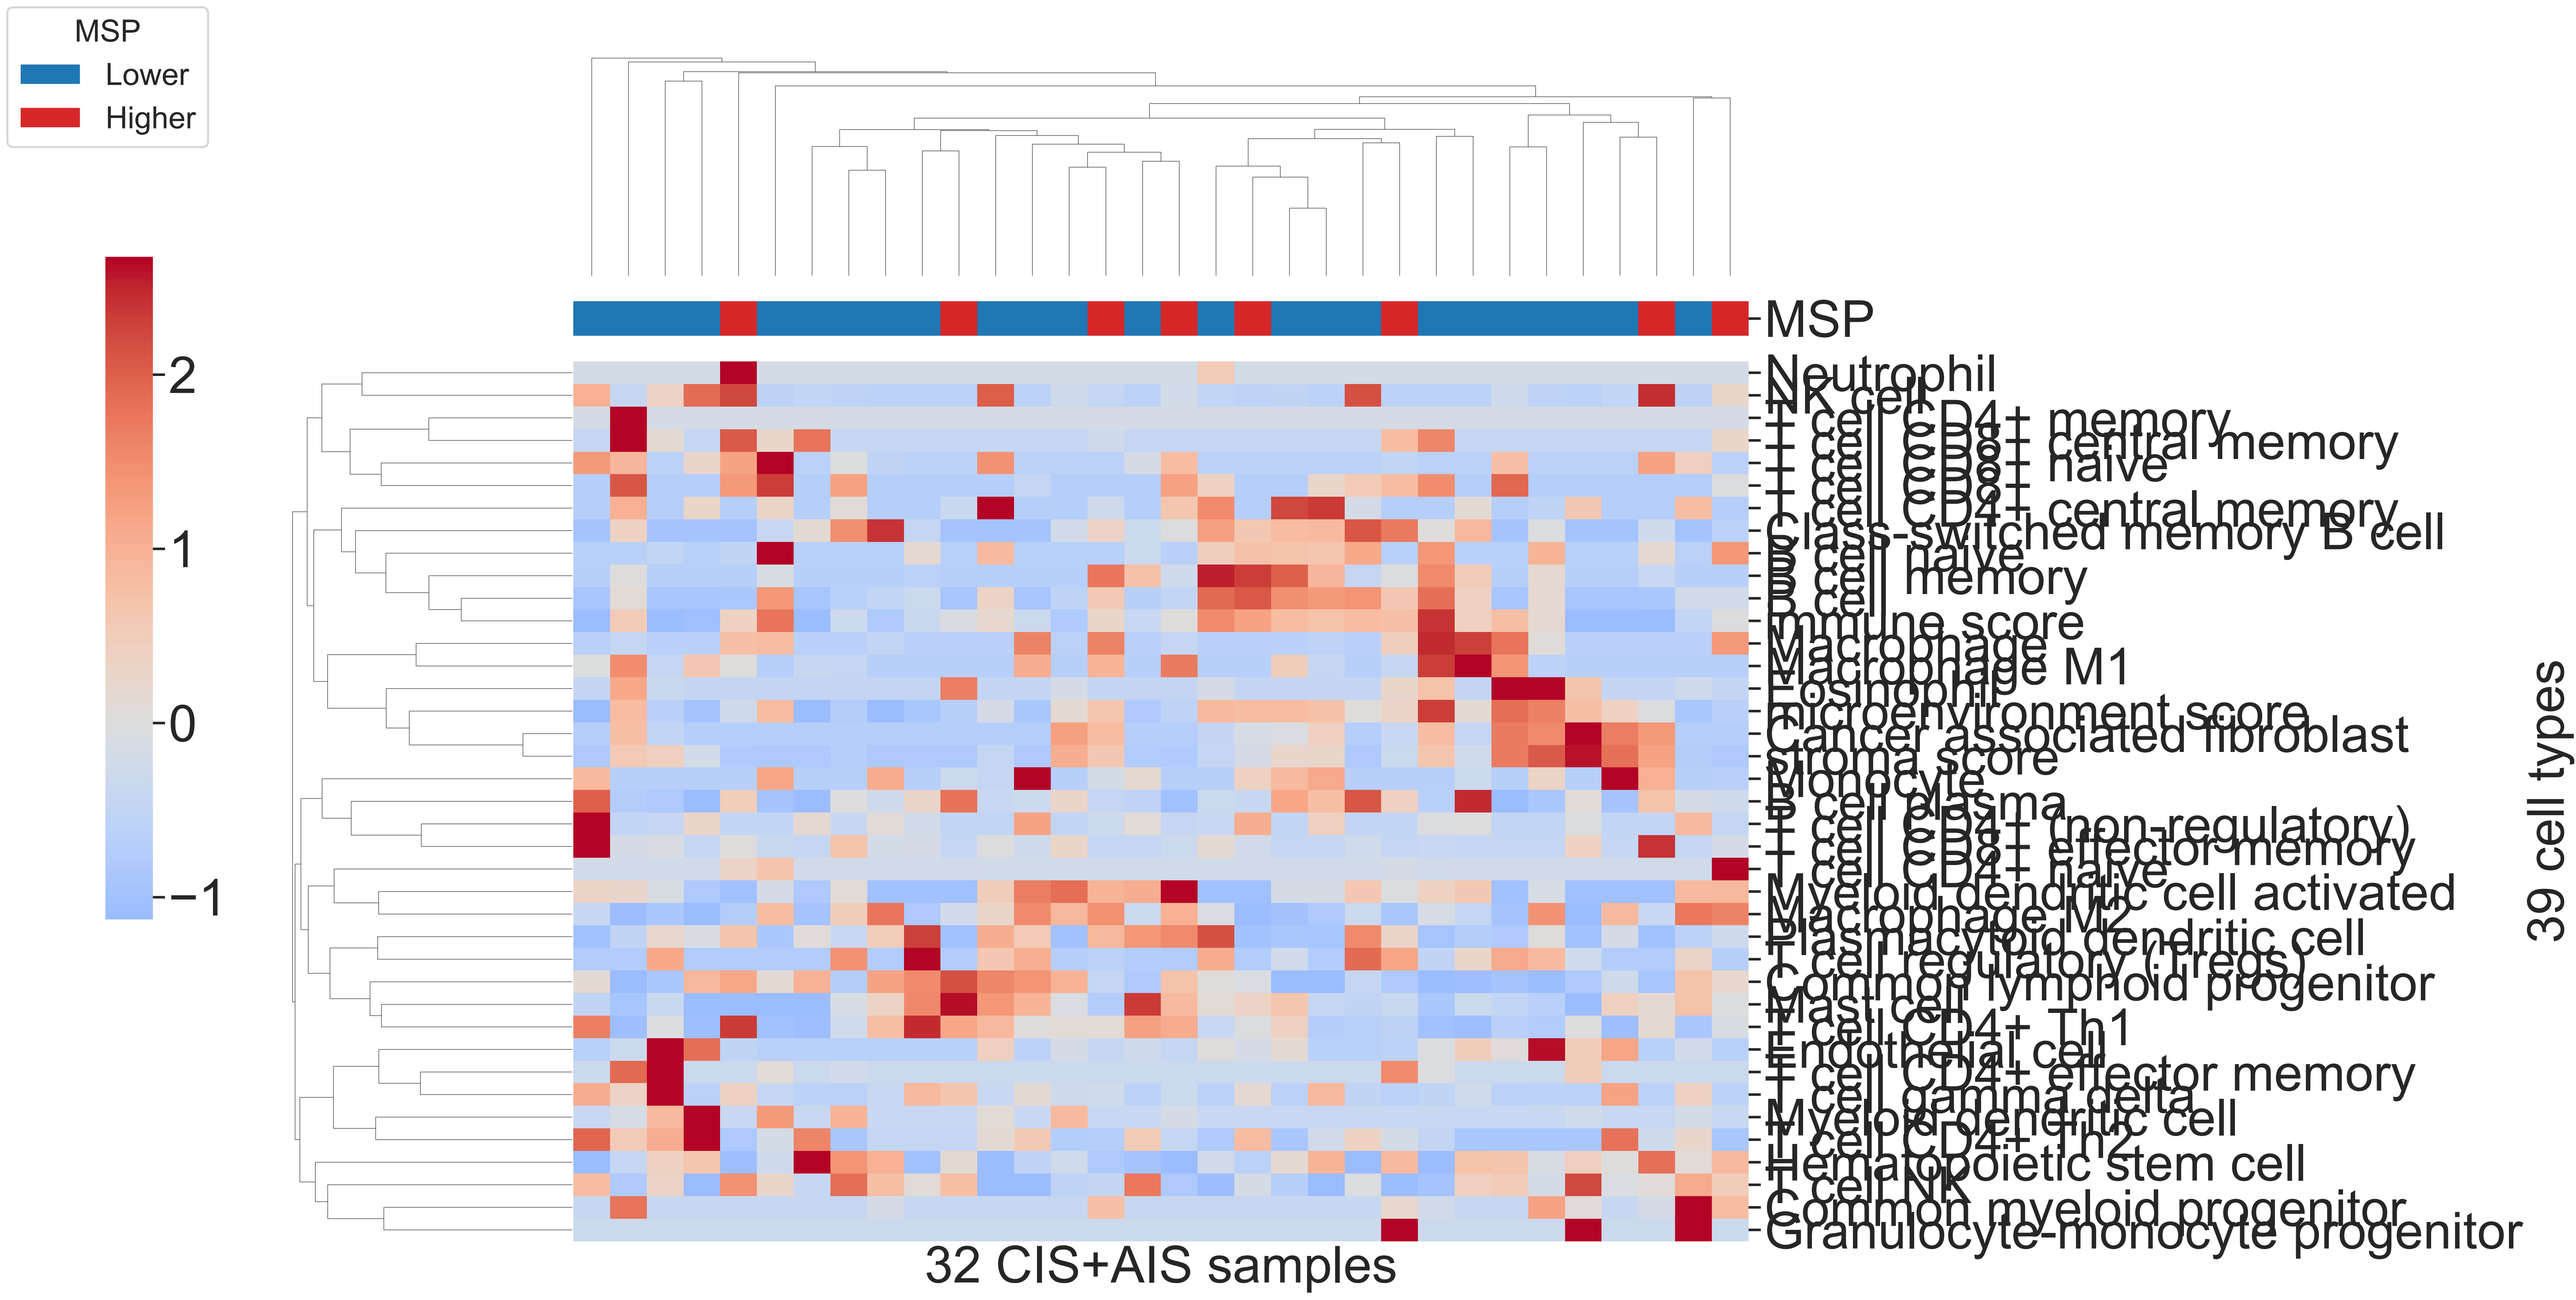 MSP
Lower
Higher
2
1
0
−1
MSP
Neutrophil
NK cell
T cell CD4+ memory
T cell CD8+ central memory
T cell CD8+ naive
T cell CD8+
T cell CD4+ central memory
Class-switched memory B cell
B cell naive
B cell memory
B cell
immune score
Macrophage
Macrophage M1
Eosinophil
microenvironment score
Cancer associated fibroblast
stroma score
Monocyte
B cell plasma
T cell CD4+ (non-regulatory)
T cell CD8+ effector memory
T cell CD4+ naive
Myeloid dendritic cell activated
Macrophage M2
Plasmacytoid dendritic cell
T cell regulatory (Tregs)
Common lymphoid progenitor
Mast cell
T cell CD4+ Th1
Endothelial cell
T cell CD4+ effector memory
T cell gamma delta
Myeloid dendritic cell
T cell CD4+ Th2
Hematopoietic stem cell
T cell NK
Common myeloid progenitor
Granulocyte-monocyte progenitor
39 cell types
32 CIS+AIS samples